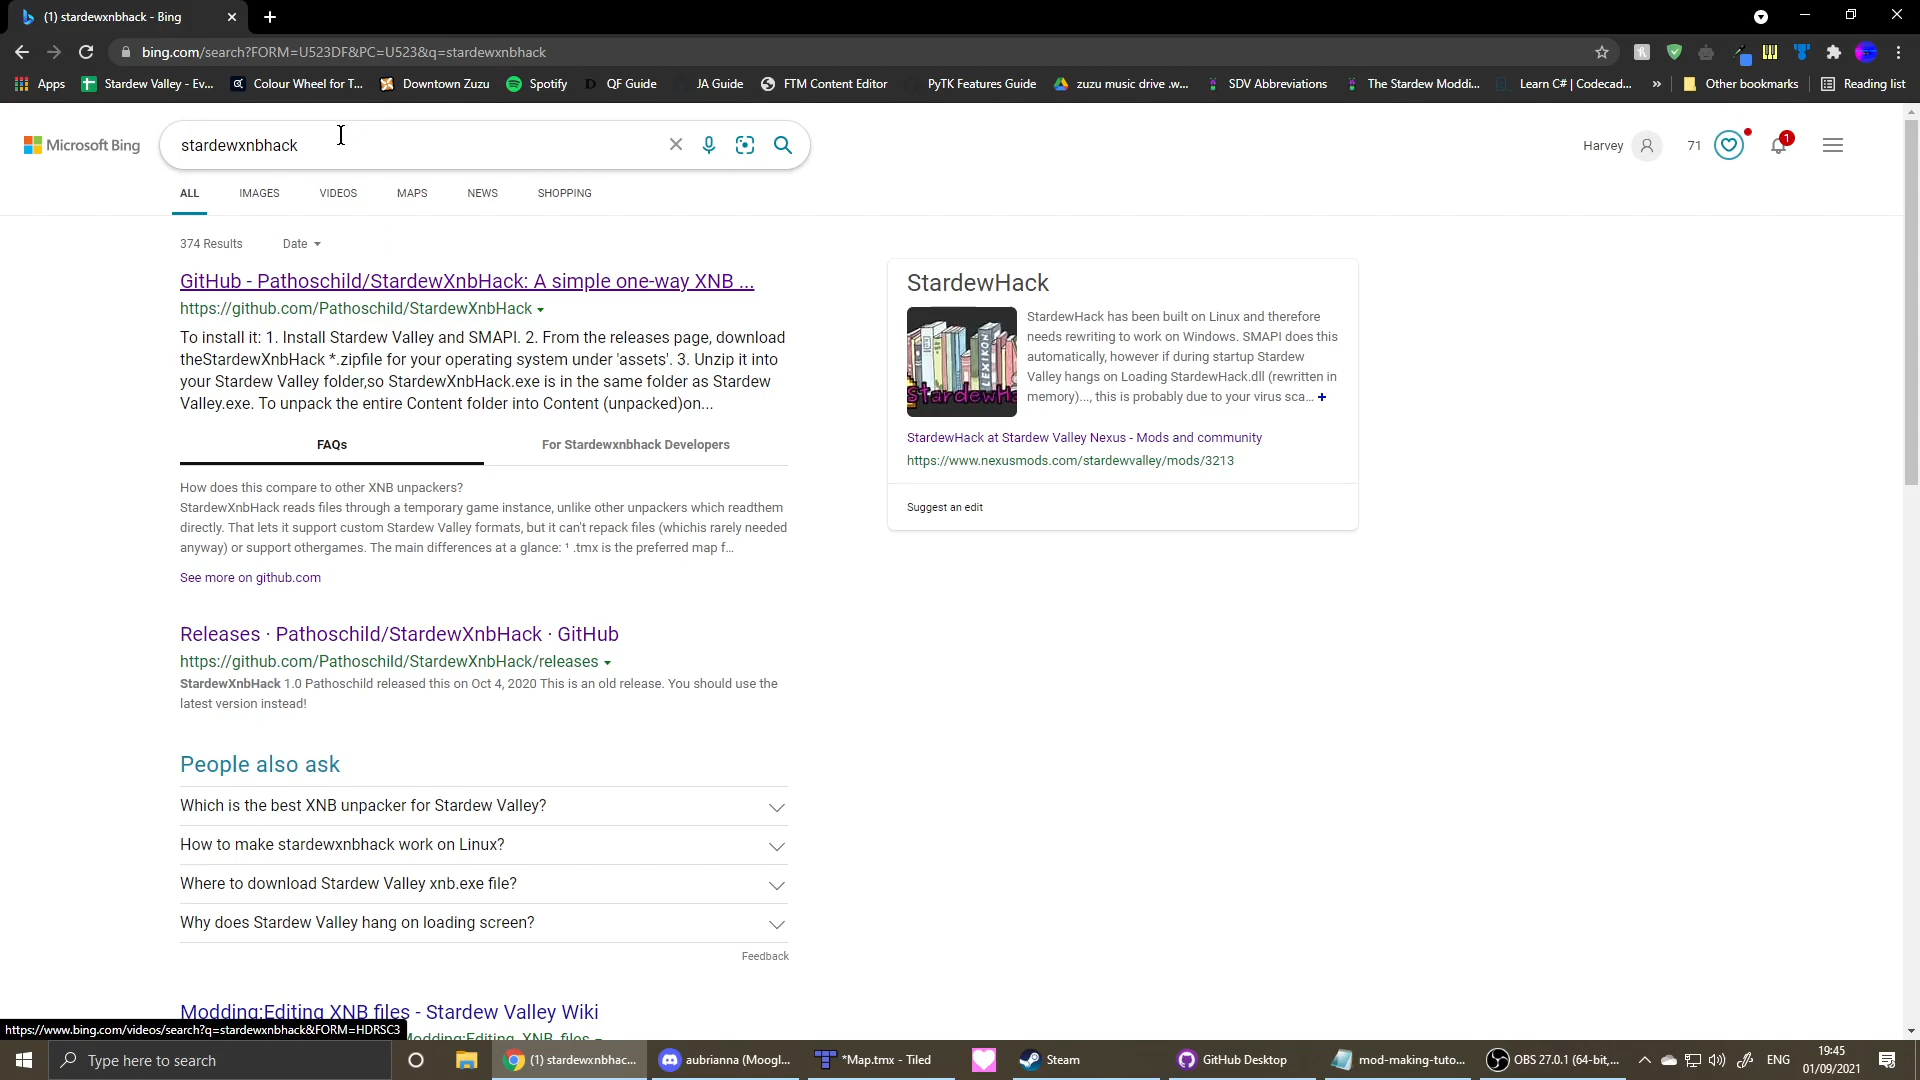 (1) stardewxnbhack - Bing
bing.com/search?FORM=U523DF&PC=U523&q=stardewxnbhack
Apps
Stardew Valley - Ev...
Colour Wheel for T...
Downtown Zuzu
Spotify
QF Guide
JA Guide
FTM Content Editor
PyTK Features Guide
zuzu music drive .w...
SDV Abbreviations
The Stardew Moddi...
Learn C# | Codecad...
»
Other bookmarks
Reading list
Microsoft Bing
stardewxnbhack
Harvey
71
1
ALL
IMAGES
VIDEOS
MAPS
NEWS
SHOPPING
374 Results
Date
GitHub - Pathoschild/StardewXnbHack: A simple one-way XNB ...
https://github.com/Pathoschild/StardewXnbHack
To install it: 1. Install Stardew Valley and SMAPI. 2. From the releases page, download
theStardewXnbHack *.zipfile for your operating system under 'assets'. 3. Unzip it into
your Stardew Valley folder,so StardewXnbHack.exe is in the same folder as Stardew
Valley.exe. To unpack the entire Content folder into Content (unpacked)on...
FAQs
For Stardewxnbhack Developers
How does this compare to other XNB unpackers?
StardewXnbHack reads files through a temporary game instance, unlike other unpackers which readthem
directly. That lets it support custom Stardew Valley formats, but it can't repack files (whichis rarely needed
anyway) or support othergames. The main differences at a glance: ¹ .tmx is the preferred map f...
See more on github.com
Releases · Pathoschild/StardewXnbHack · GitHub
https://github.com/Pathoschild/StardewXnbHack/releases
StardewXnbHack 1.0 Pathoschild released this on Oct 4, 2020 This is an old release. You should use the
latest version instead!
People also ask
Which is the best XNB unpacker for Stardew Valley?
How to make stardewxnbhack work on Linux?
Where to download Stardew Valley xnb.exe file?
Why does Stardew Valley hang on loading screen?
Feedback
Modding:Editing XNB files - Stardew Valley Wiki
Modding:Editing_XNB_files
StardewHack
LEXIKON
StardewHa
StardewHack has been built on Linux and therefore
needs rewriting to work on Windows. SMAPI does this
automatically, however if during startup Stardew
Valley hangs on Loading StardewHack.dll (rewritten in
memory)..., this is probably due to your virus sca... +
StardewHack at Stardew Valley Nexus - Mods and community
https://www.nexusmods.com/stardewvalley/mods/3213
Suggest an edit
https://www.bing.com/videos/search?q=stardewxnbhack&FORM=HDRSC3
Type here to search
(1) stardewxnbhac...
aubrianna (Moogl...
*Map.tmx - Tiled
Steam
GitHub Desktop
mod-making-tuto...
OBS 27.0.1 (64-bit,...
ENG
19:45
01/09/2021